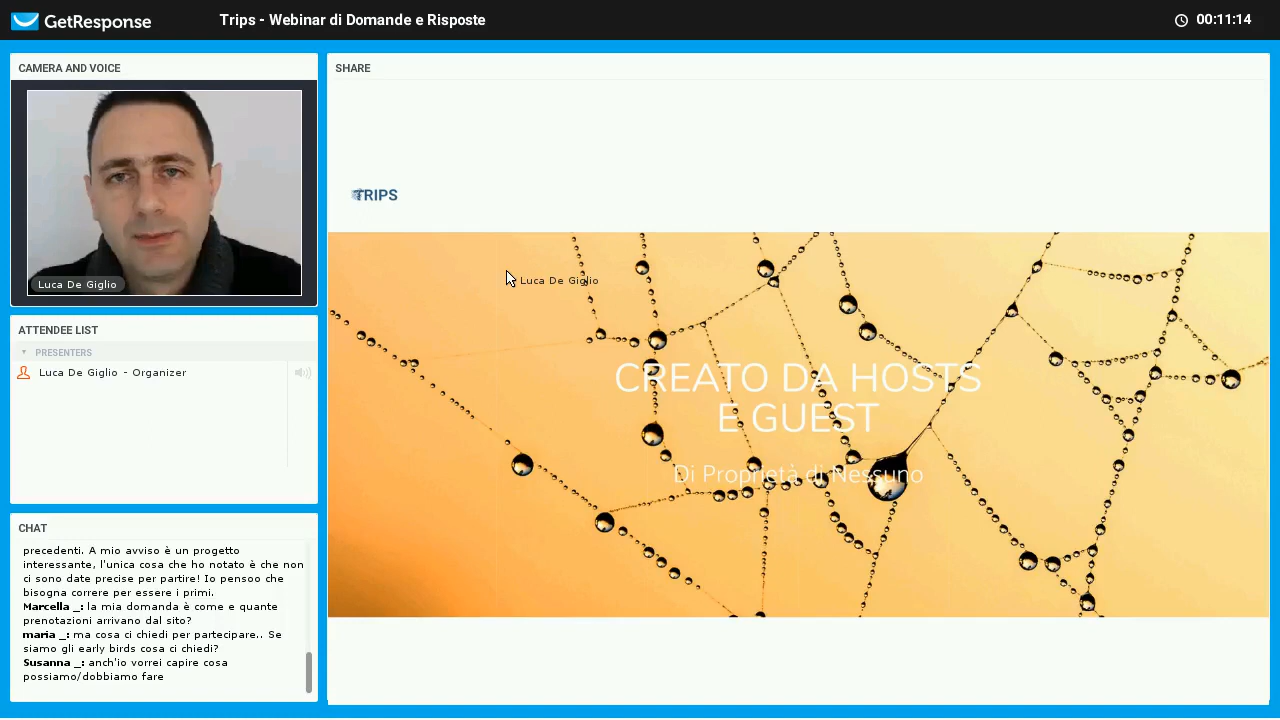 GetResponse
Trips - Webinar di Domande e Risposte
00:11:14
CAMERA AND VOICE
Luca De Giglio
ATTENDEE LIST
PRESENTERS
Luca De Giglio - Organizer
CHAT
precedenti. A mio avviso è un progetto
interessante, l'unica cosa che ho notato è che non
ci sono date precise per partire! Io pensoo che
bisogna correre per essere i primi.
Marcella _: la mia domanda è come e quante
prenotazioni arrivano dal sito?
maria _: ma cosa ci chiedi per partecipare.. Se
siamo gli early birds cosa ci chiedi?
Susanna _: anch'io vorrei capire cosa
possiamo/dobbiamo fare
SHARE
TRIPS
Luca De Giglio
CREATO DA HOSTS
E GUEST
Di Proprietà di Nessuno